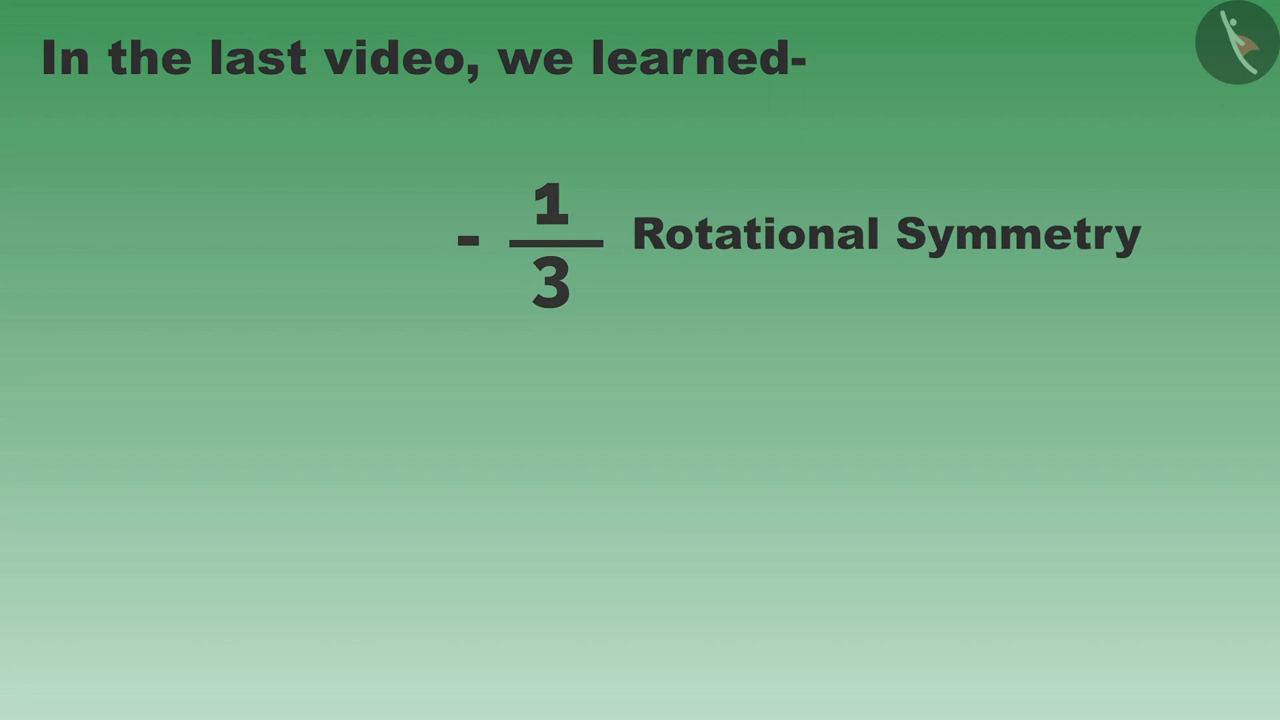 In the last video, we learned-
- 1/3 Rotational Symmetry